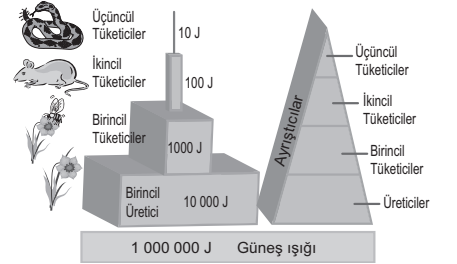 Üçüncül
Tüketiciler
10 J
İkincil
Tüketiciler
100 J
Birincil
Tüketiciler
1000 J
Birincil
Üretici
10 000 J
Ayrıştıcılar
Üçüncül
Tüketiciler
İkincil
Tüketiciler
Birincil
Tüketiciler
Üreticiler
1 000 000 J Güneş ışığı